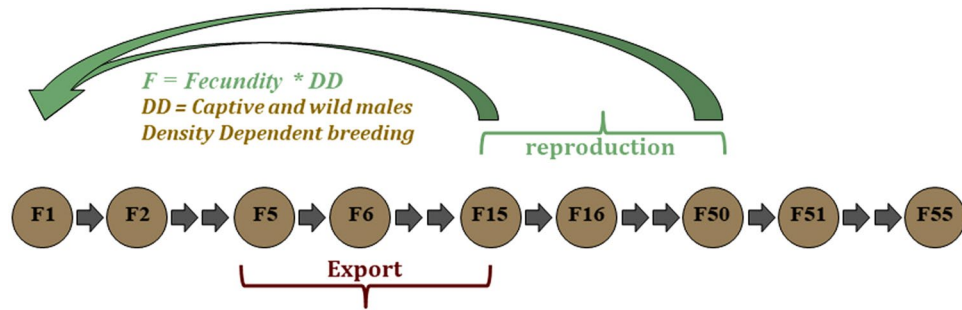 F = Fecundity * DD
DD = Captive and wild males
Density Dependent breeding
reproduction
F1 F2 F5 F6 F15 F16 F50 F51 F55
Export